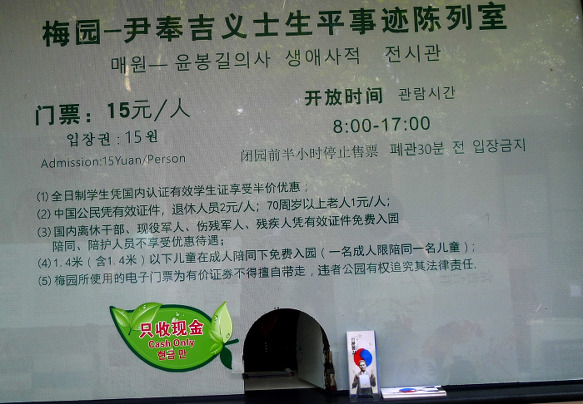 梅园—尹奉吉义士生平事迹陈列室
매원— 윤봉길의사 생애사적 전시관
门票：15元/人
입장권 : 15 원
Admission:15Yuan/Person
开放时间 관람시간
8:00-17:00
闭园前半小时停止售票 폐관30분 전 입장금지
(1) 全日制学生凭国内认证有效学生证享受半价优惠；
(2) 中国公民凭有效证件，退休人员2元/人；70周岁以上老人1元/人；
(3) 国内离休干部、现役军人、伤残军人、残疾人凭有效证件免费入园
陪同、陪护人员不享受优惠待遇；
(4) 1.4米（含1.4米）以下儿童在成人陪同下免费入园（一名成人限陪同一名儿童）；
(5) 梅园所使用的电子门票为有价证券不得擅自带走，违者公园有权追究其法律责任.
只收现金
Cash Only
현금 만